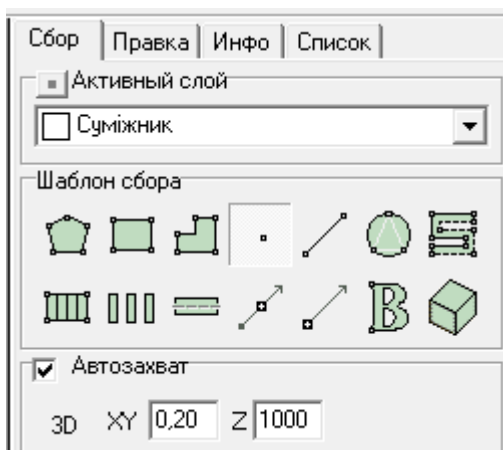 Сбор Правка Инфо Список
Активный слой
Суміжник
Шаблон сбора
B
Автозахват
3D XY 0,20 Z 1000